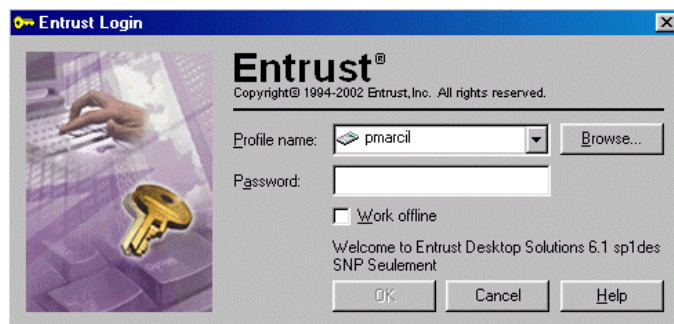 Entrust Login
Entrust®
Copyright© 1994-2002 Entrust, Inc. All rights reserved.
Profile name: pmarcil Browse...
Password:
Work offline
Welcome to Entrust Desktop Solutions 6.1 sp1des
SNP Seulement
OK Cancel Help